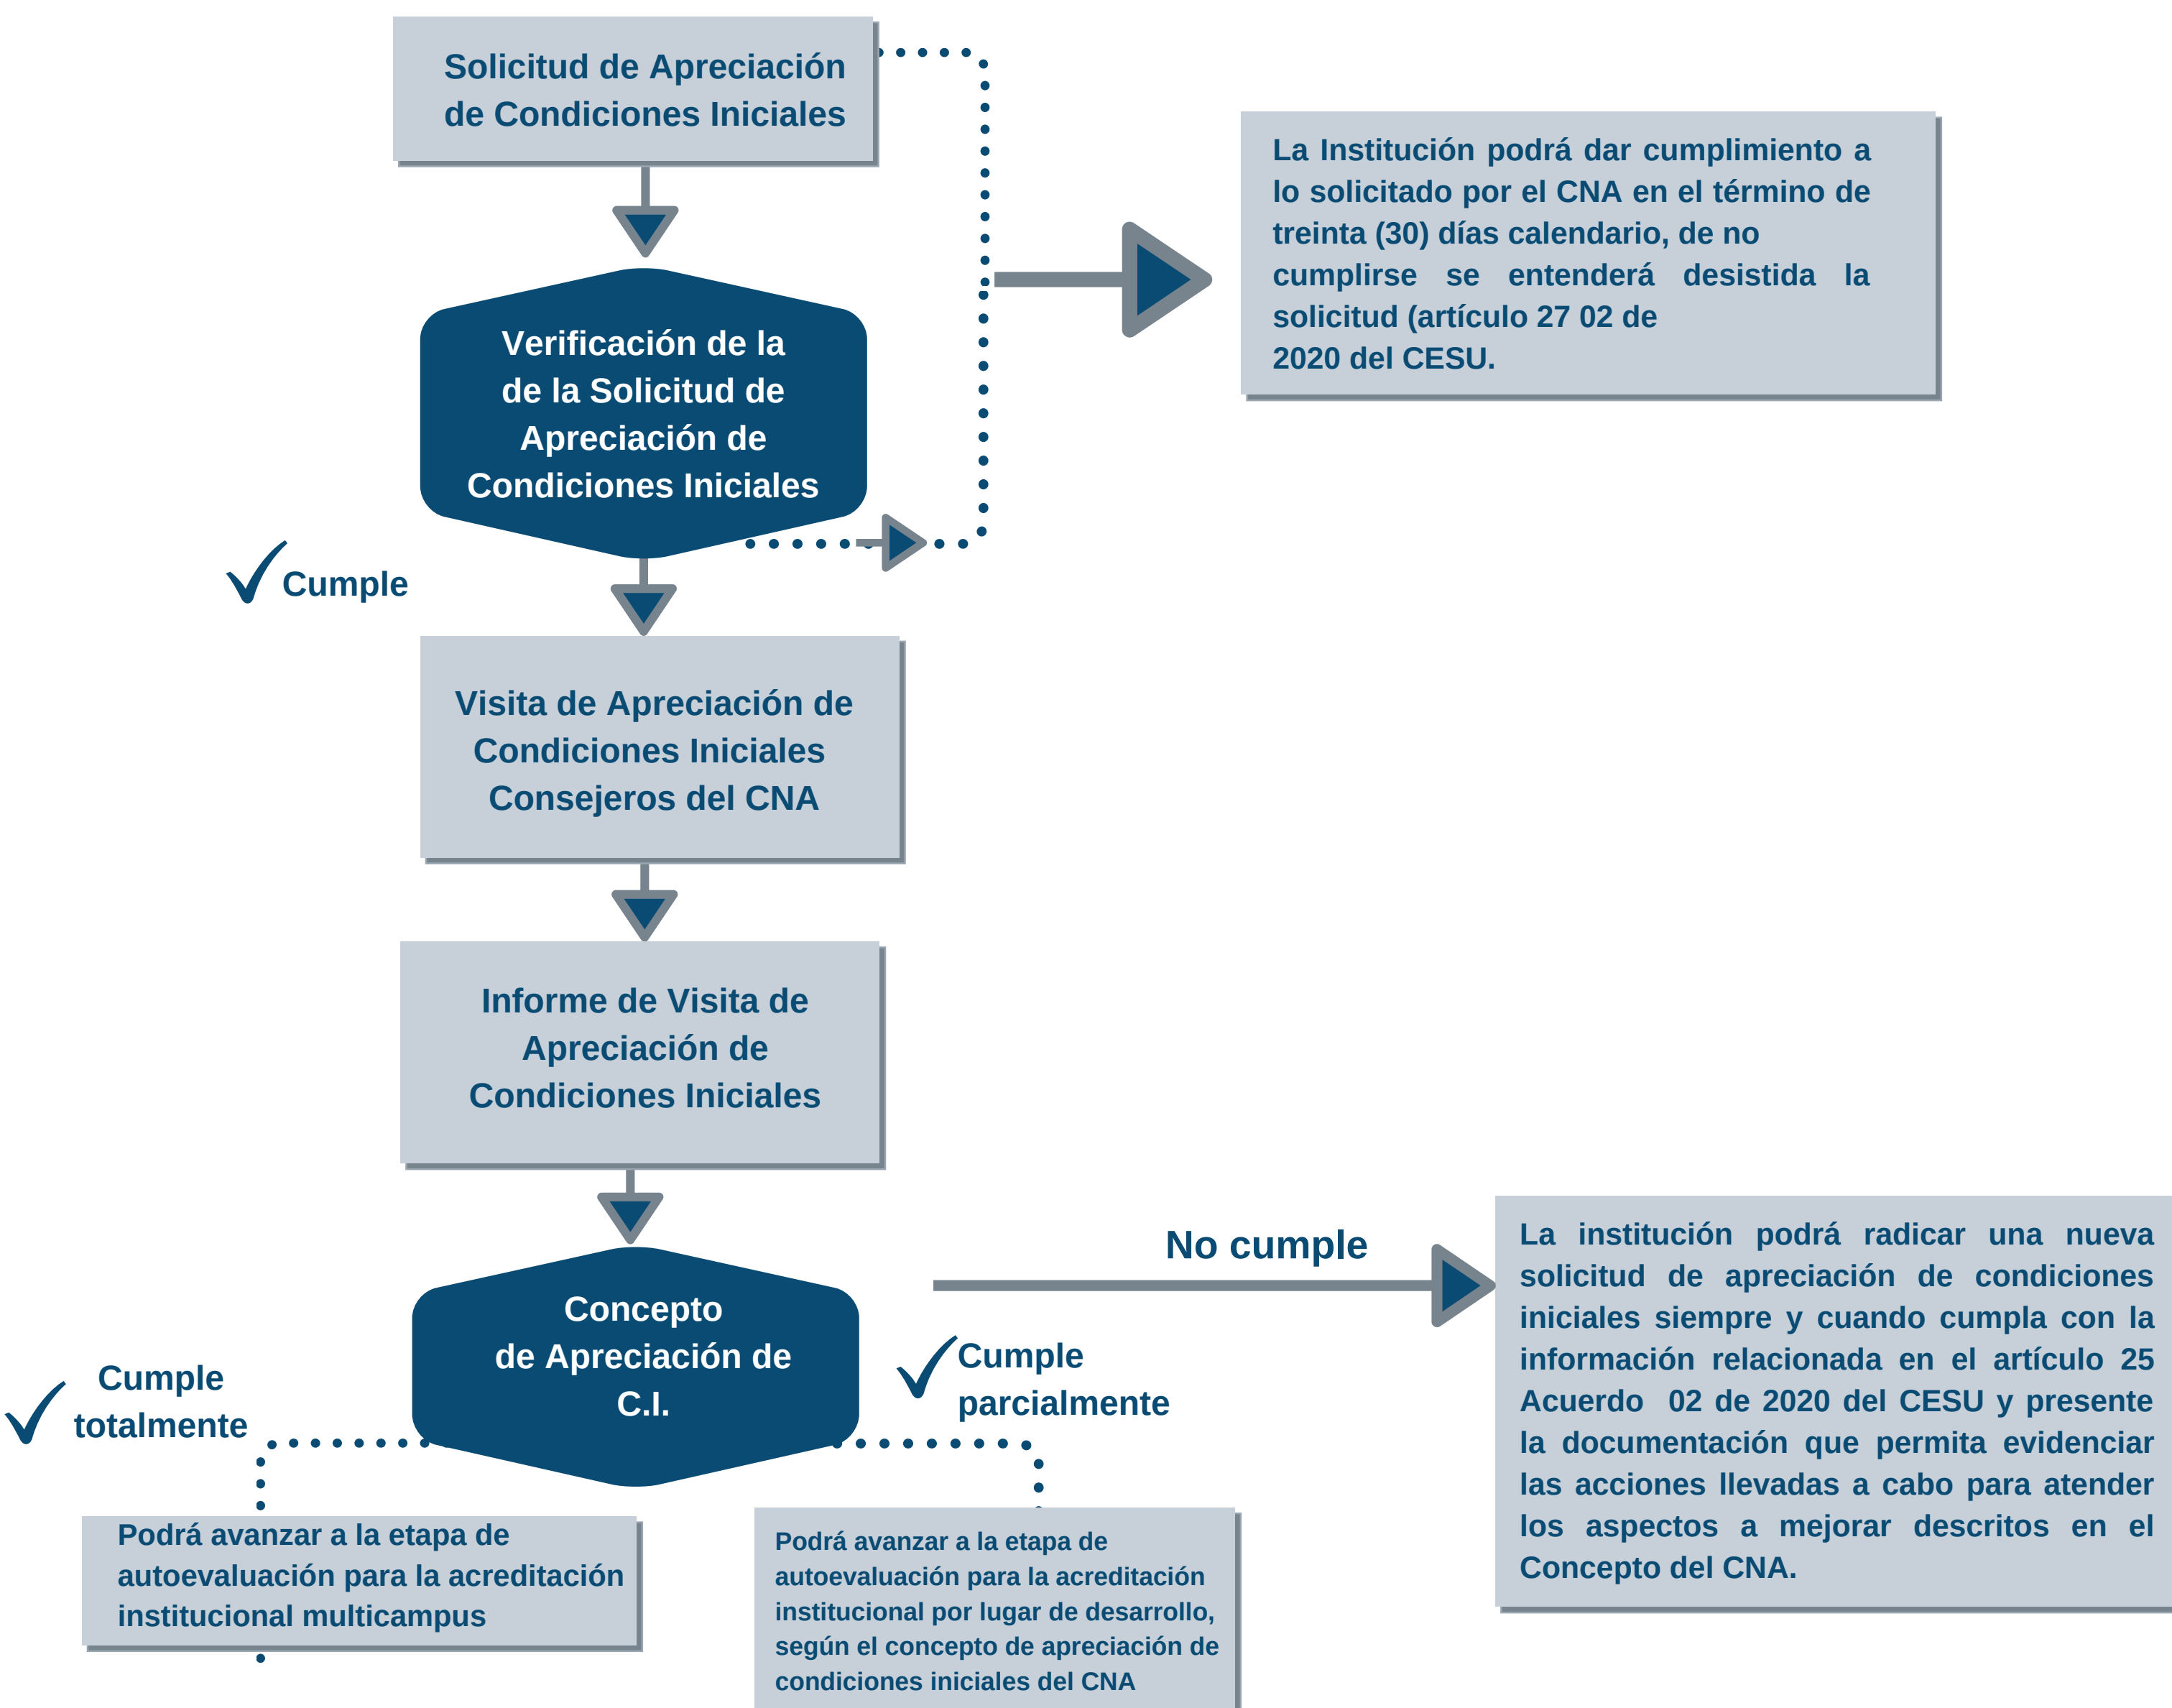 Solicitud de Apreciación
de Condiciones Iniciales
La Institución podrá dar cumplimiento a
lo solicitado por el CNA en el término de
treinta (30) días calendario, de no
cumplirse se entenderá desistida la
solicitud (artículo 27 02 de
2020 del CESU.
Verificación de la
de la Solicitud de
Apreciación de
Condiciones Iniciales
Cumple
Visita de Apreciación de
Condiciones Iniciales
Consejeros del CNA
Informe de Visita de
Apreciación de
Condiciones Iniciales
No cumple
La institución podrá radicar una nueva
solicitud de apreciación de condiciones
iniciales siempre y cuando cumpla con la
información relacionada en el artículo 25
Acuerdo 02 de 2020 del CESU y presente
la documentación que permita evidenciar
las acciones llevadas a cabo para atender
los aspectos a mejorar descritos en el
Concepto del CNA.
Concepto
de Apreciación de
C.I.
Cumple
parcialmente
Cumple
totalmente
Podrá avanzar a la etapa de
autoevaluación para la acreditación
institucional multicampus
Podrá avanzar a la etapa de
autoevaluación para la acreditación
institucional por lugar de desarrollo,
según el concepto de apreciación de
condiciones iniciales del CNA